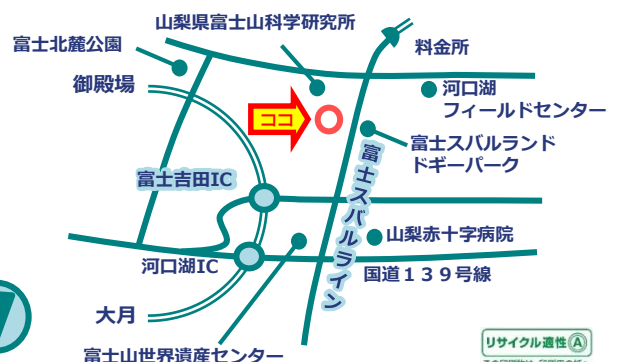 山梨県富士山科学研究所
富士北麓公園
料金所
御殿場
河口湖
フィールドセンター
ココ
富士スバルランド
ドギーパーク
富士吉田IC
富士スバルライン
山梨赤十字病院
河口湖IC
国道１３９号線
大月
富士山世界遺産センター
リサイクル適性Ⓐ